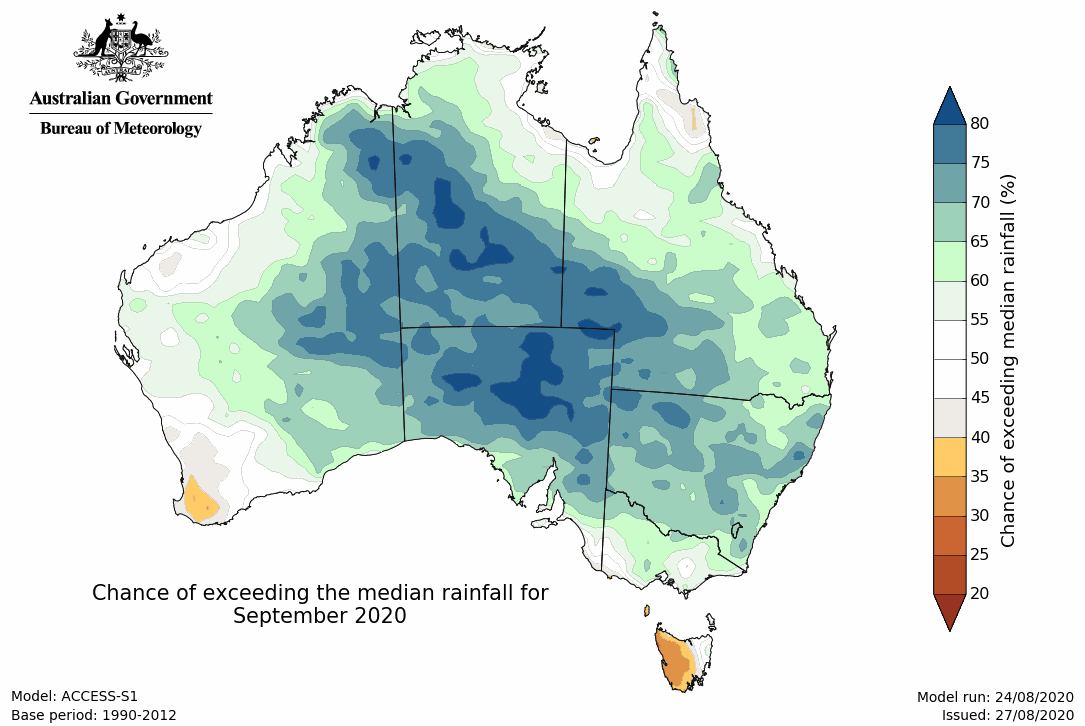 Australian Government
Bureau of Meteorology
80
75
70
65
60
55
50
45
40
35
30
25
20
Chance of exceeding median rainfall (%)
Chance of exceeding the median rainfall for
September 2020
Model: ACCESS-S1
Base period: 1990-2012
Model run: 24/08/2020
Issued: 27/08/2020